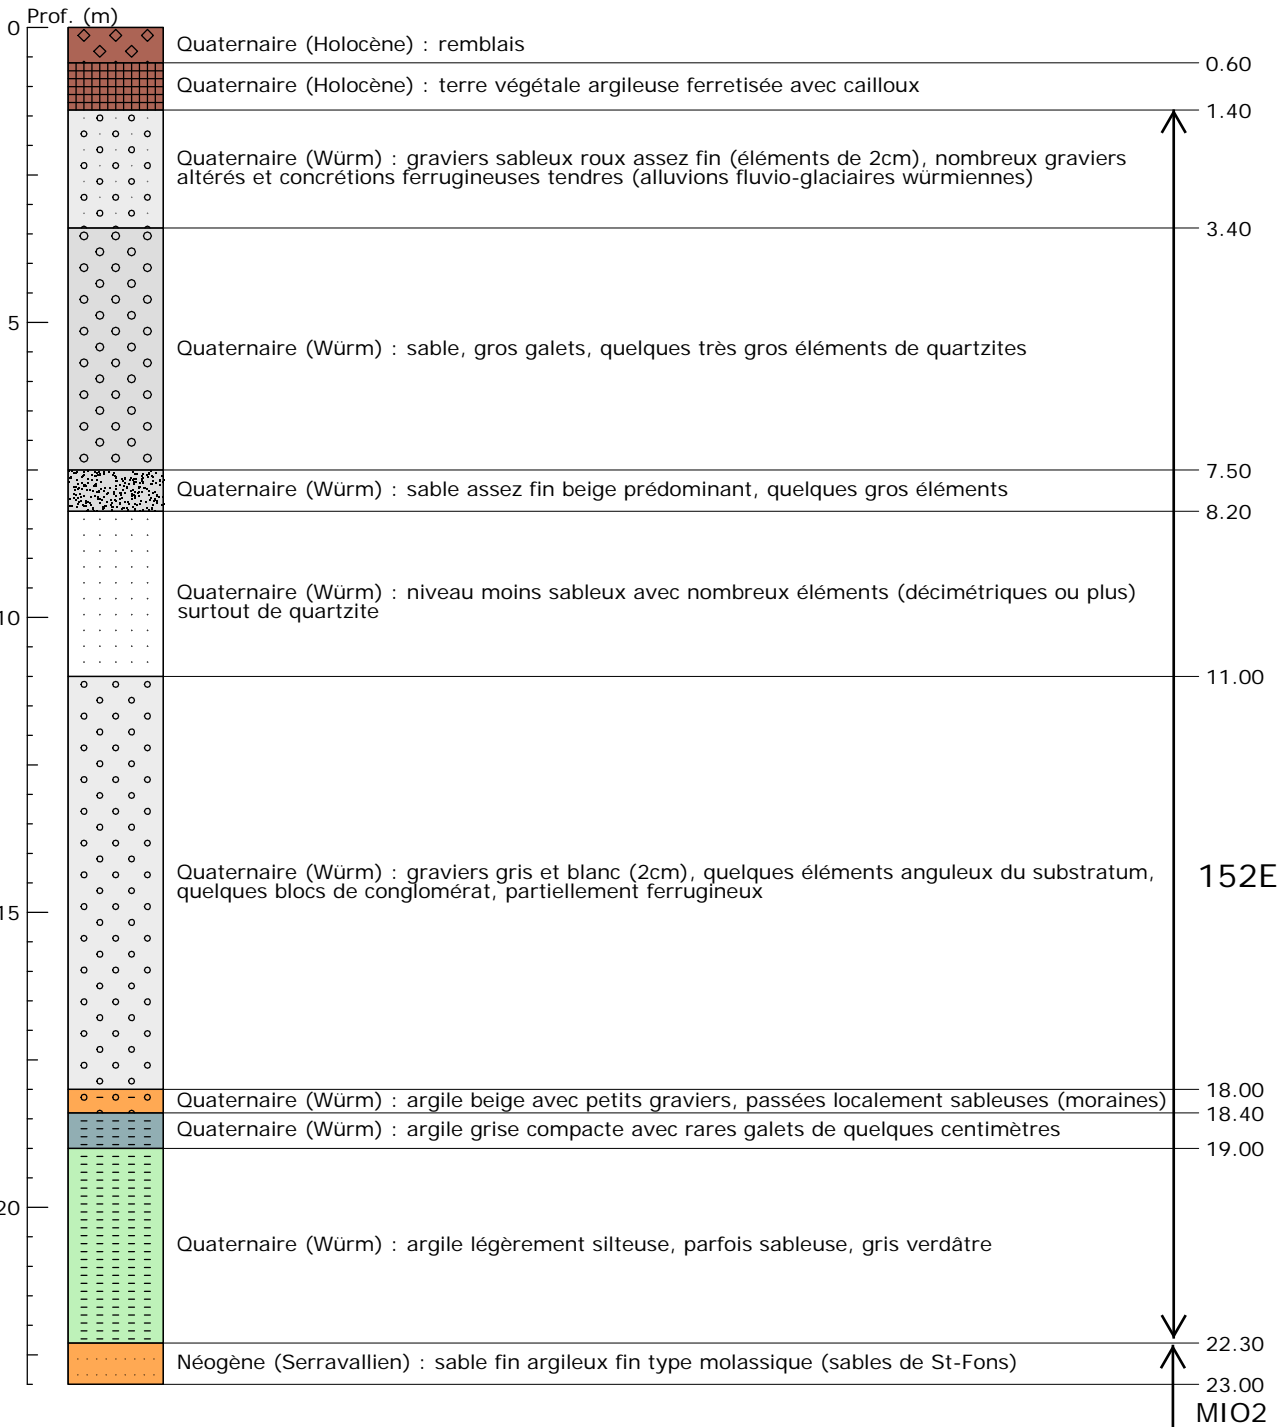 Prof. (m)
0
Quaternaire (Holocène) : remblais
0.60
Quaternaire (Holocène) : terre végétale argileuse ferretisée avec cailloux
1.40
Quaternaire (Würm) : graviers sableux roux assez fin (éléments de 2cm), nombreux graviers
altérés et concrétions ferrugineuses tendres (alluvions fluvio-glaciaires würmiennes)
3.40
5
Quaternaire (Würm) : sable, gros galets, quelques très gros éléments de quartzites
7.50
Quaternaire (Würm) : sable assez fin beige prédominant, quelques gros éléments
8.20
Quaternaire (Würm) : niveau moins sableux avec nombreux éléments (décimétriques ou plus)
surtout de quartzite
10
11.00
Quaternaire (Würm) : graviers gris et blanc (2cm), quelques éléments anguleux du substratum,
quelques blocs de conglomérat, partiellement ferrugineux
152E
15
18.00
Quaternaire (Würm) : argile beige avec petits graviers, passées localement sableuses (moraines)
18.40
Quaternaire (Würm) : argile grise compacte avec rares galets de quelques centimètres
19.00
20
Quaternaire (Würm) : argile légèrement silteuse, parfois sableuse, gris verdâtre
22.30
Néogène (Serravallien) : sable fin argileux fin type molassique (sables de St-Fons)
23.00
MIO2